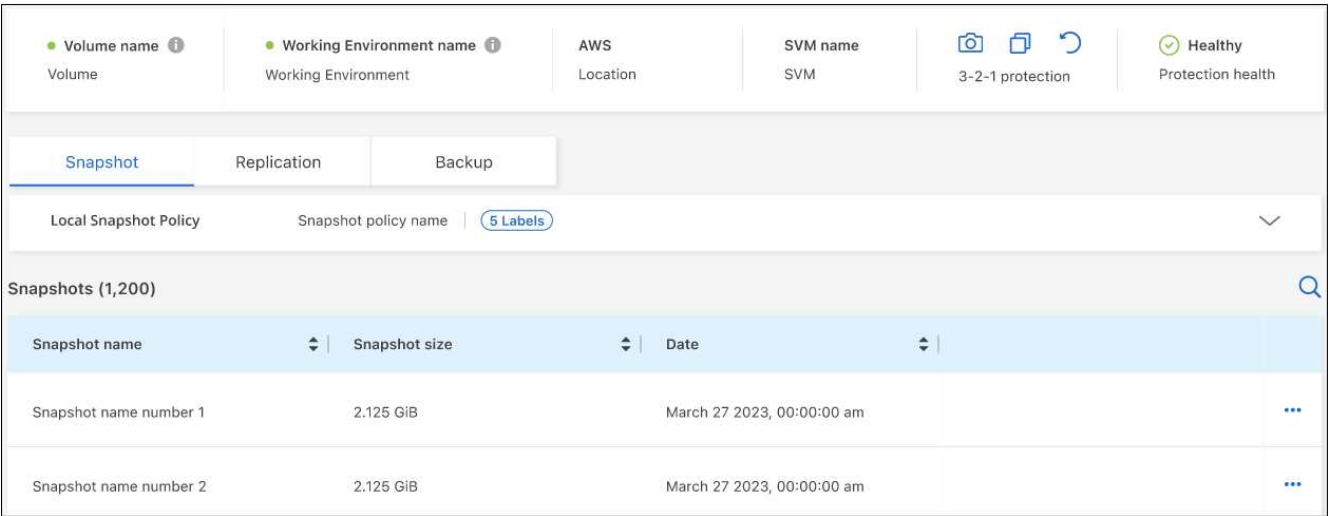 Volume name
Volume
Working Environment name
Working Environment
AWS
Location
SVM name
SVM
3-2-1 protection
Healthy
Protection health
Snapshot Replication Backup
Local Snapshot Policy Snapshot policy name 5 Labels
Snapshots (1,200)
Snapshot name Snapshot size Date
Snapshot name number 1 2.125 GiB March 27 2023, 00:00:00 am
Snapshot name number 2 2.125 GiB March 27 2023, 00:00:00 am